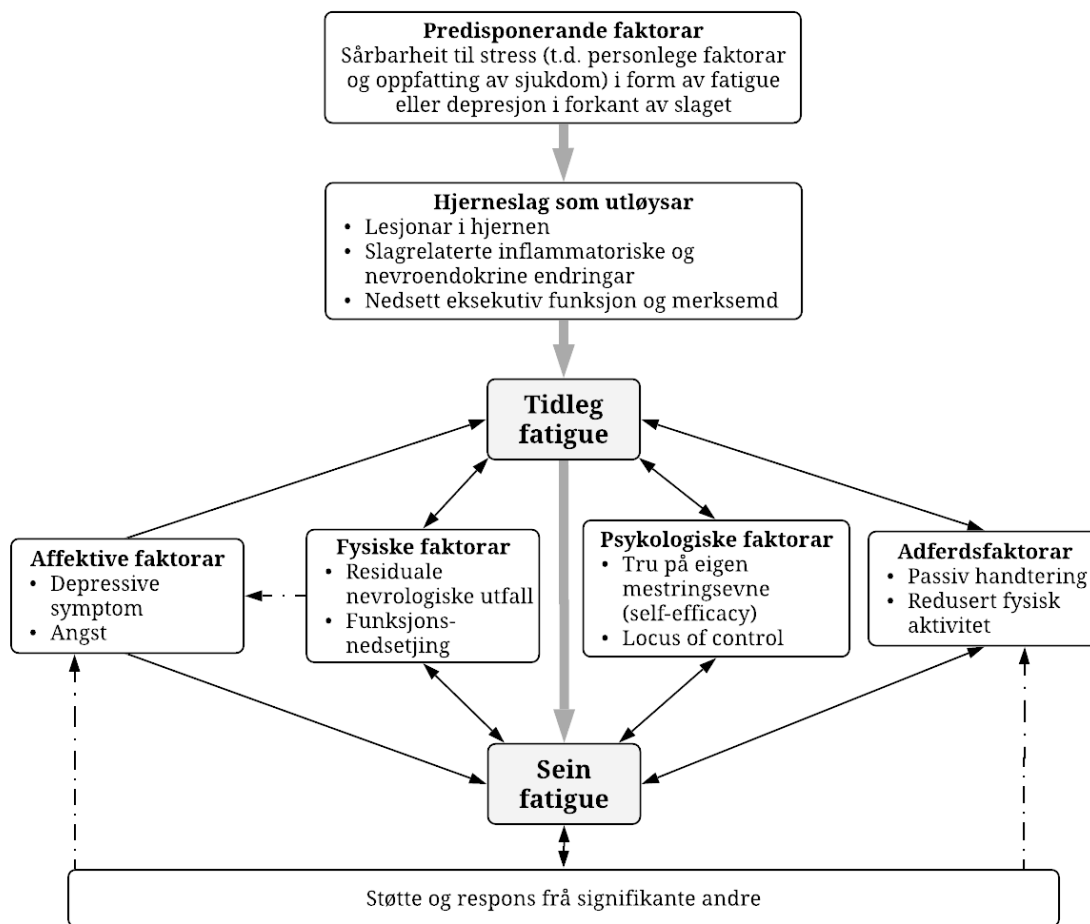 Predisponerande faktorar
Sårbarheit til stress (t.d. personlege faktorar
og oppfatting av sjukdom) i form av fatigue
eller depresjon i forkant av slaget
Hjerneslag som utløysar
• Lesjonar i hjernen
• Slagrelaterte inflammatoriske og
nevroendokrine endringar
• Nedsett eksekutiv funksjon og merksemd
Tidleg
fatigue
Affektive faktorar
• Depressive
symptom
• Angst
Fysiske faktorar
• Residuale
nevrologiske utfall
• Funksjons-
nedsetjing
Psykologiske faktorar
• Tru på eigen
mestringsevne
(self-efficacy)
• Locus of control
Adferdsfaktorar
• Passiv handtering
• Redusert fysisk
aktivitet
Sein
fatigue
Støtte og respons frå signifikante andre